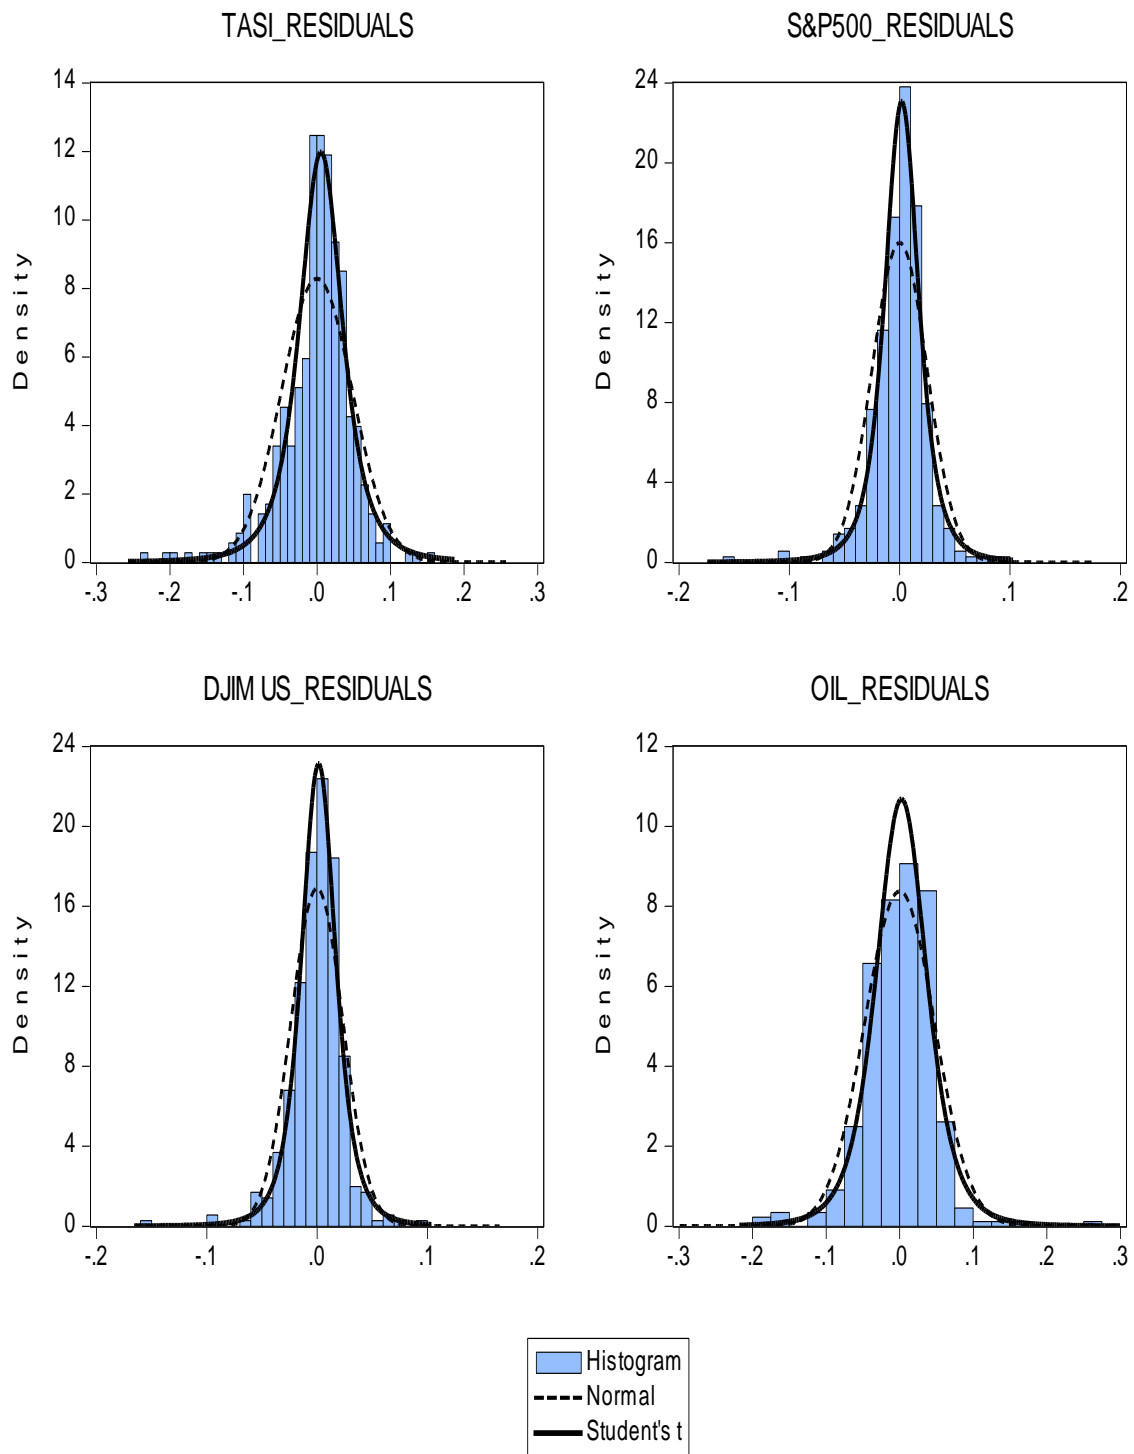 TASI_RESIDUALS
S&P500_RESIDUALS
14
12
10
8
6
4
2
0
Density
-.3 -.2 -.1 .0 .1 .2 .3
24
20
16
12
8
4
0
Density
-.2 -.1 .0 .1 .2
DJIM US_RESIDUALS
OIL_RESIDUALS
24
20
16
12
8
4
0
Density
-.2 -.1 .0 .1 .2
12
10
8
6
4
2
0
Density
-.3 -.2 -.1 .0 .1 .2 .3
Histogram
Normal
Student's t